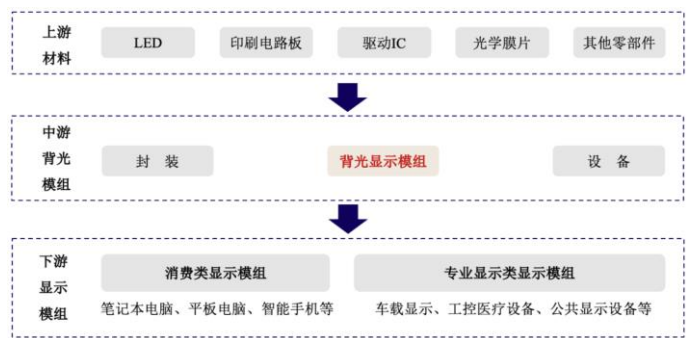 上游
材料
LED
印刷电路板
驱动IC
光学膜片
其他零部件
中游
背光
模组
封 装
背光显示模组
设 备
下游
显示
模组
消费类显示模组
专业显示类显示模组
笔记本电脑、平板电脑、智能手机等
车载显示、工控医疗设备、公共显示设备等